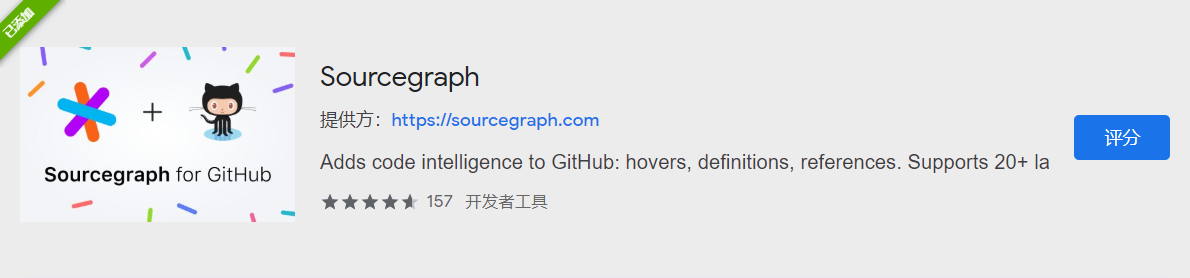 已添加
Sourcegraph
提供方：https://sourcegraph.com
Sourcegraph for GitHub
Adds code intelligence to GitHub: hovers, definitions, references. Supports 20+ la
157 开发者工具
评分